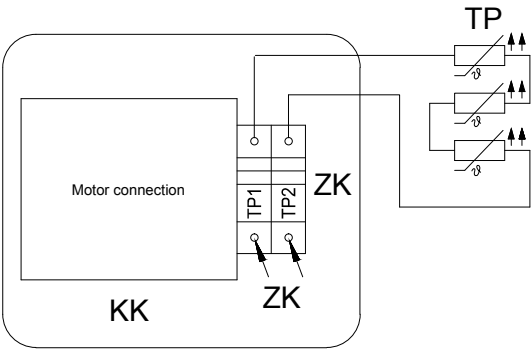 TP
ϑ
ϑ
ϑ
Motor connection
TP1
TP2
ZK
ZK
KK